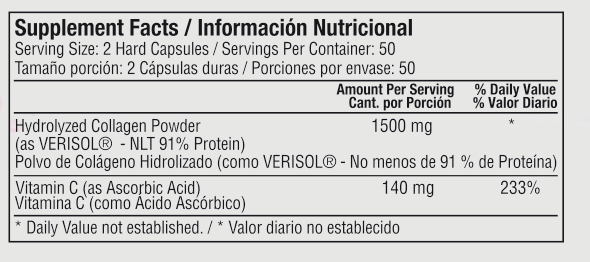 Supplement Facts / Información Nutricional
Serving Size: 2 Hard Capsules / Servings Per Container: 50
Tamaño porción: 2 Cápsulas duras / Porciones por envase: 50
Amount Per Serving % Daily Value
Cant. por Porción % Valor Diario
Hydrolyzed Collagen Powder 1500 mg *
(as VERISOL® - NLT 91% Protein)
Polvo de Colágeno Hidrolizado (como VERISOL® - No menos de 91 % de Proteína)
Vitamin C (as Ascorbic Acid) 140 mg 233%
Vitamina C (como Ácido Ascórbico)
* Daily Value not established. / * Valor diario no establecido